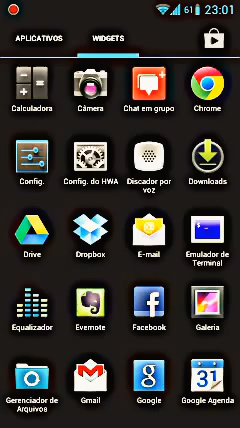 61 23:01
APLICATIVOS WIDGETS
Calculadora Câmera Chat em grupo Chrome
Config. Config. do HWA Discador por voz Downloads
Drive Dropbox E-mail Emulador de Terminal
Equalizador Evernote Facebook Galeria
Gerenciador de Arquivos Gmail Google Google Agenda
31